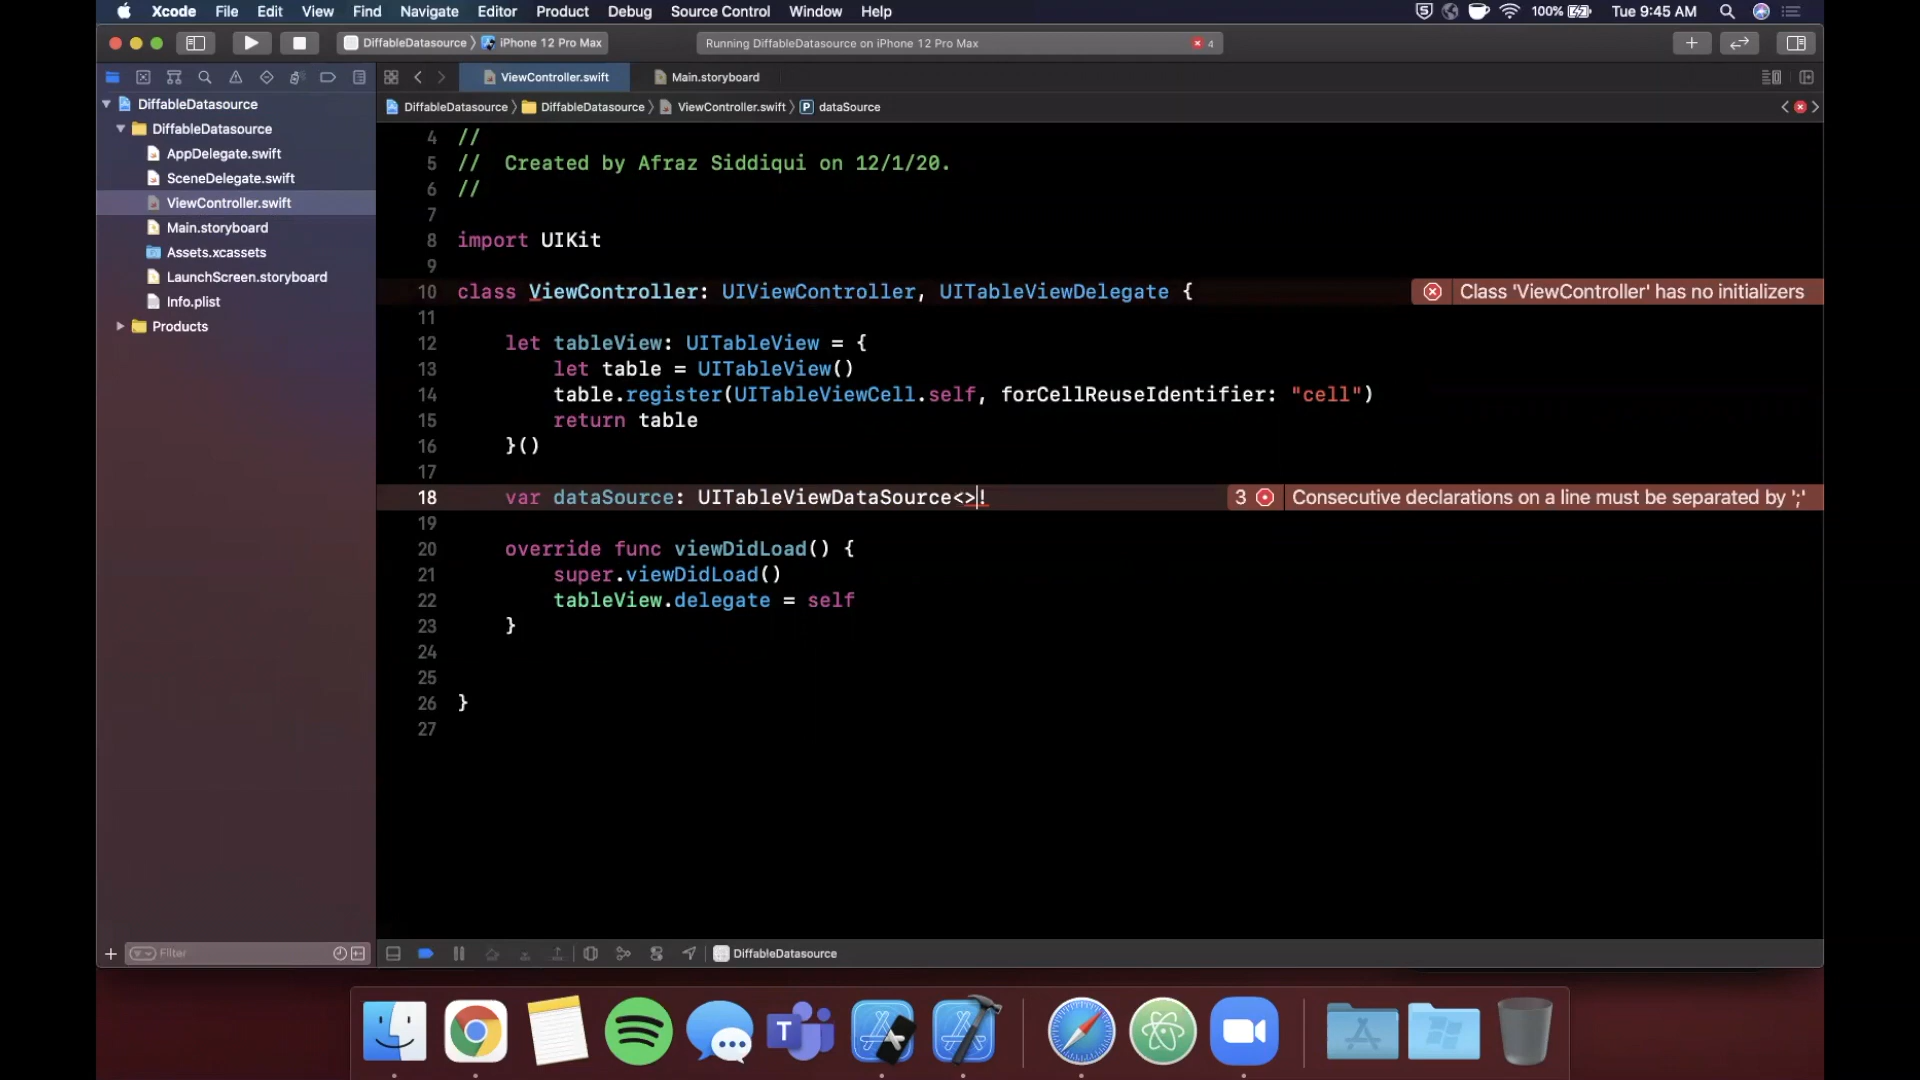 Xcode File Edit View Find Navigate Editor Product Debug Source Control Window Help 100% Tue 9:45 AM
DiffableDatasource iPhone 12 Pro Max Running DiffableDatasource on iPhone 12 Pro Max 4
ViewController.swift Main.storyboard
DiffableDatasource DiffableDatasource ViewController.swift P dataSource
DiffableDatasource
DiffableDatasource
AppDelegate.swift
SceneDelegate.swift
ViewController.swift
Main.storyboard
Assets.xcassets
LaunchScreen.storyboard
Info.plist
Products
4 //
5 // Created by Afraz Siddiqui on 12/1/20.
6 //
7
8 import UIKit
9
10 class ViewController: UIViewController, UITableViewDelegate { Class 'ViewController' has no initializers
11
12 let tableView: UITableView = {
13 let table = UITableView()
14 table.register(UITableViewCell.self, forCellReuseIdentifier: "cell")
15 return table
16 }()
17
18 var dataSource: UITableViewDataSource<>! 3 Consecutive declarations on a line must be separated by ';'
19
20 override func viewDidLoad() {
21 super.viewDidLoad()
22 tableView.delegate = self
23 }
24
25
26 }
27
Filter DiffableDatasource
T